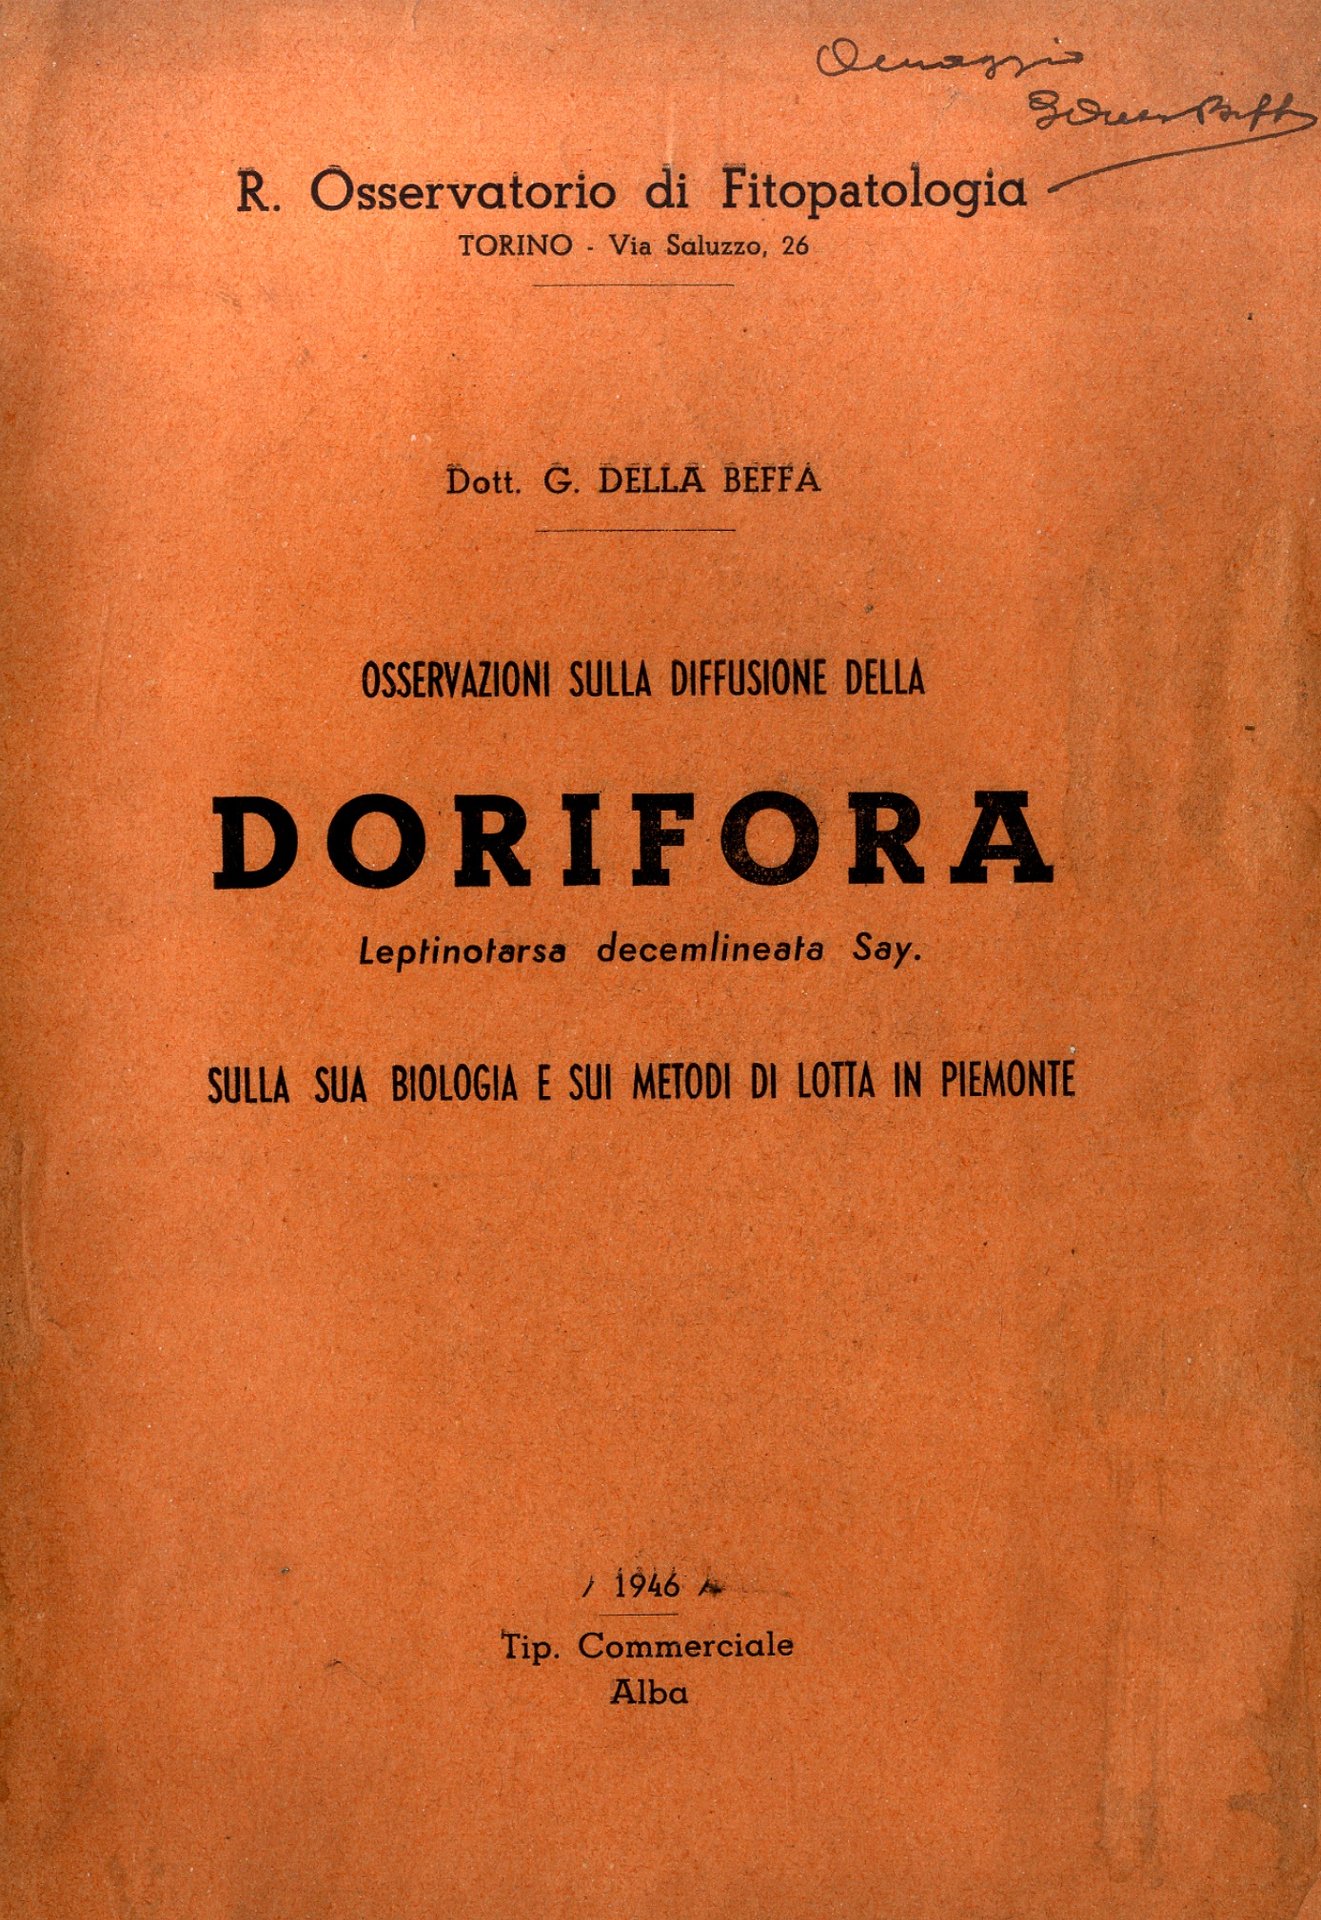 Omaggio
R. Osservatorio di Fitopatologia
TORINO - Via Saluzzo, 26
Dott. G. DELLA BEFFA
OSSERVAZIONI SULLA DIFFUSIONE DELLA
DORIFORA
Leptinotarsa decemlineata Say.
SULLA SUA BIOLOGIA E SUI METODI DI LOTTA IN PIEMONTE
1946
Tip. Commerciale
Alba